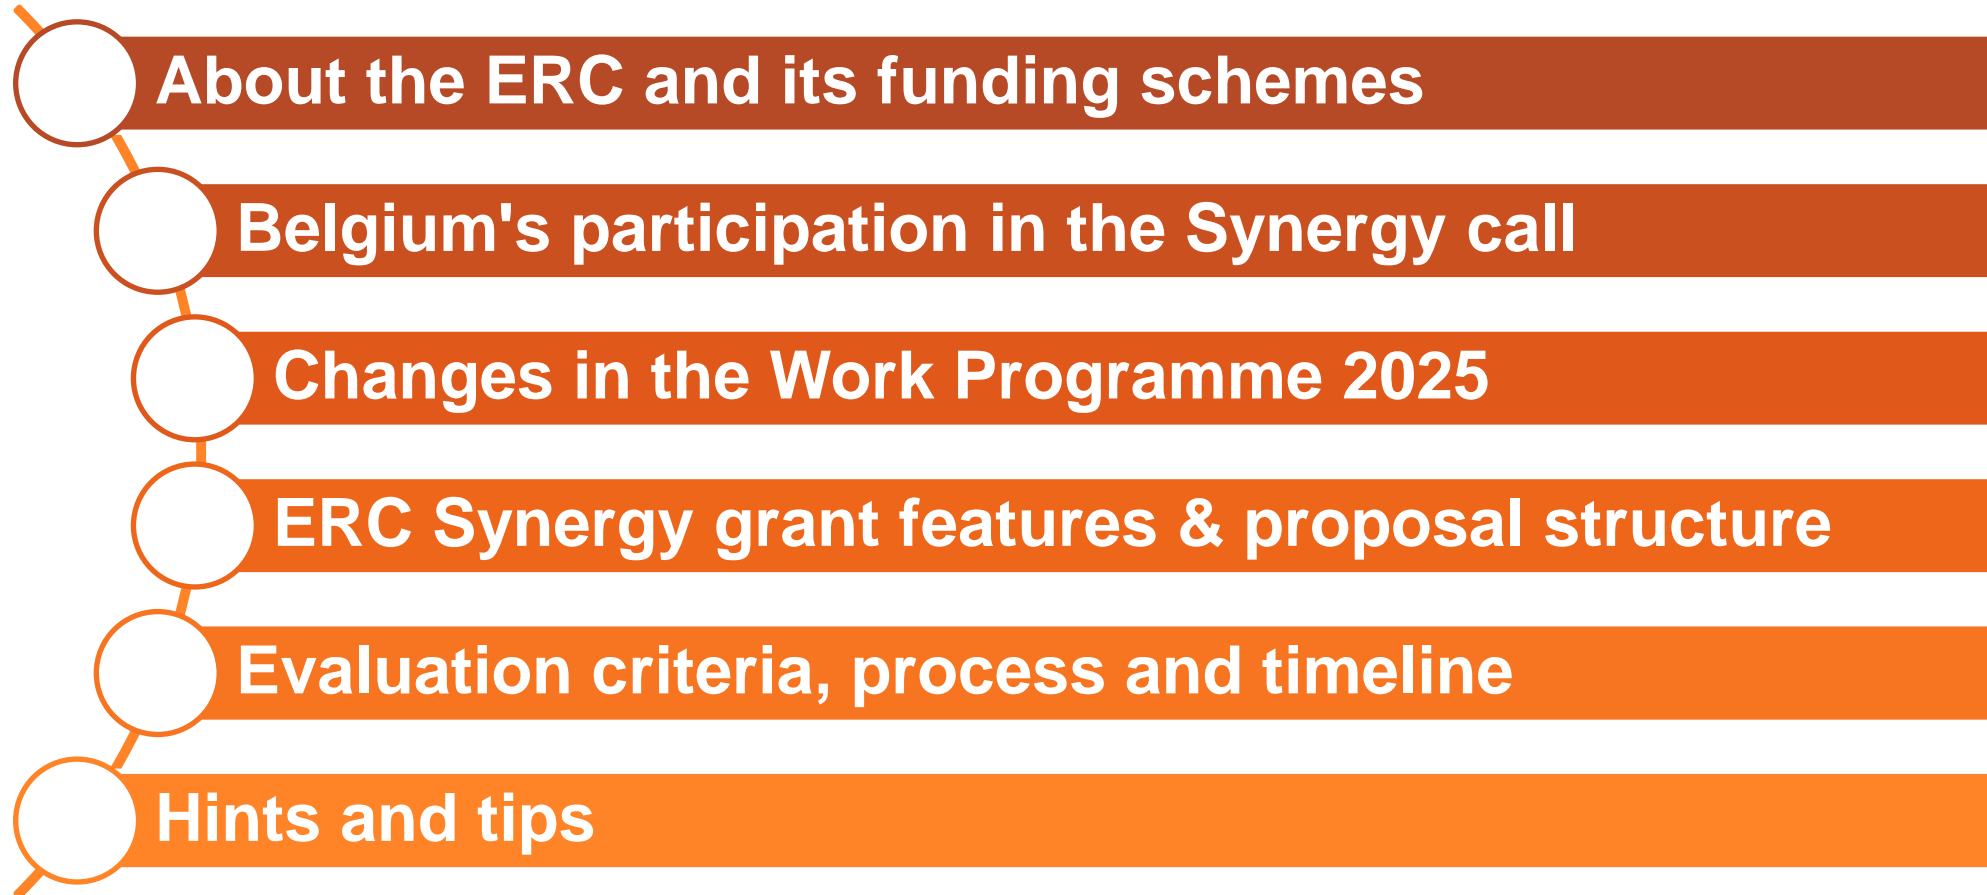 About the ERC and its funding schemes
Belgium's participation in the Synergy call
Changes in the Work Programme 2025
ERC Synergy grant features & proposal structure
Evaluation criteria, process and timeline
Hints and tips